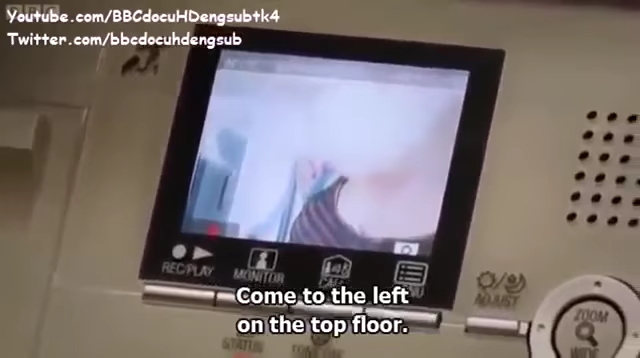 Youtube.com/BBCdocuHDengsubtk4
Twitter.com/bbcdocuhdengsub
REC/PLAY
MONITOR
ADJUST
Come to the left
on the top floor.
STATUS
ZOOM